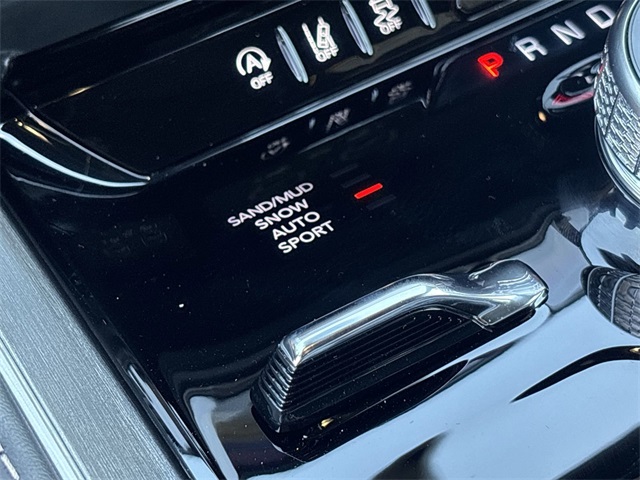 A OFF
OFF
OFF
P R N D
SAND/MUD
SNOW
AUTO
SPORT